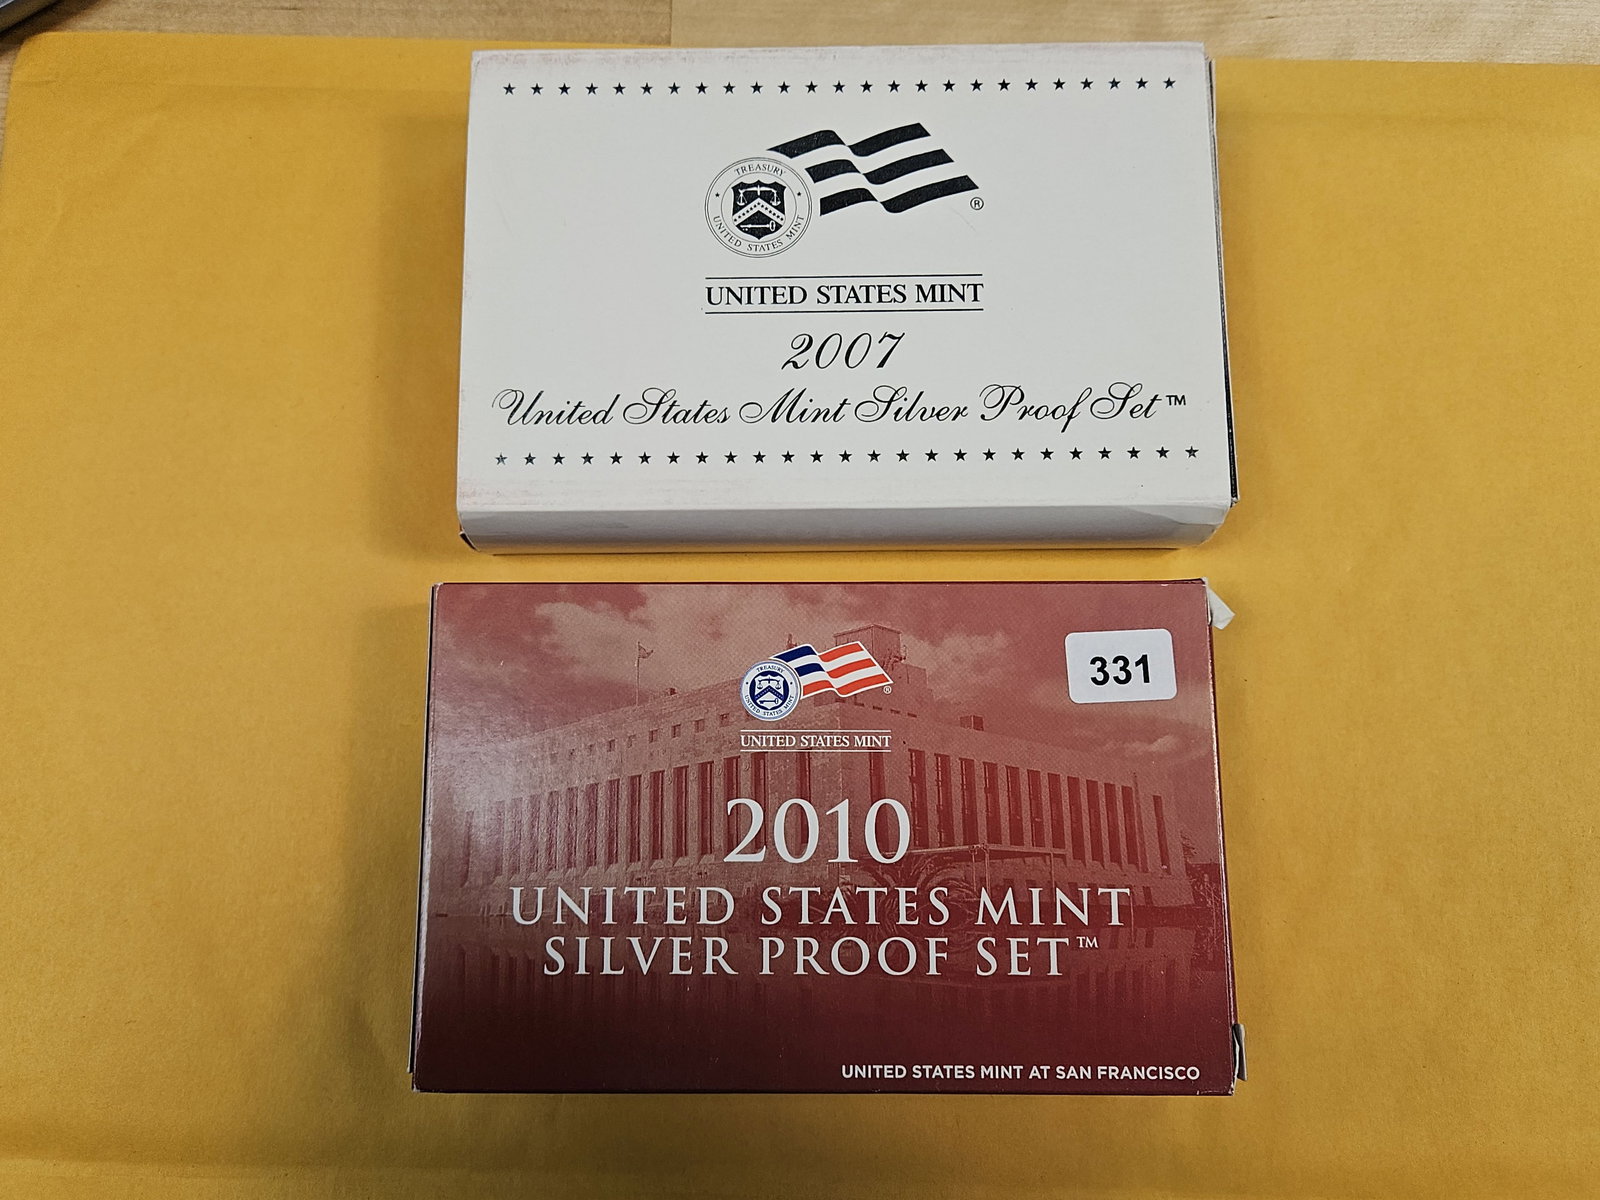 TREASURY
UNITED STATES MINT
®
UNITED STATES MINT
2007
United States Mint Silver Proof Set™
331
TREASURY
UNITED STATES MINT
®
UNITED STATES MINT
2010
UNITED STATES MINT
SILVER PROOF SET™
UNITED STATES MINT AT SAN FRANCISCO